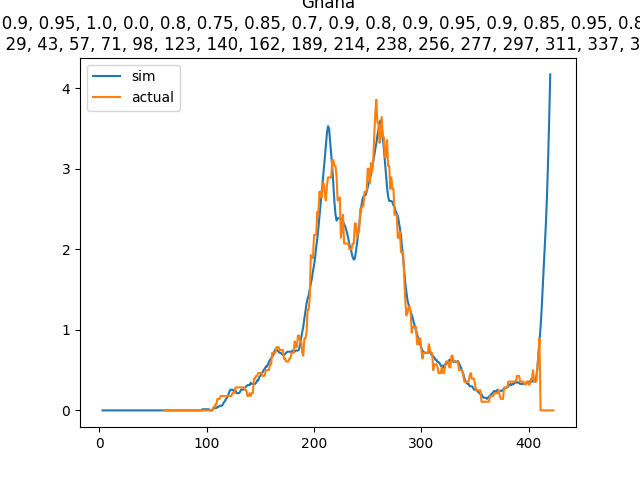 Ghana
0.9, 0.95, 1.0, 0.0, 0.8, 0.75, 0.85, 0.7, 0.9, 0.8, 0.9, 0.95, 0.9, 0.85, 0.95, 0.8
29, 43, 57, 71, 98, 123, 140, 162, 189, 214, 238, 256, 277, 297, 311, 337, 3
sim
actual
4
3
2
1
0
0 100 200 300 400